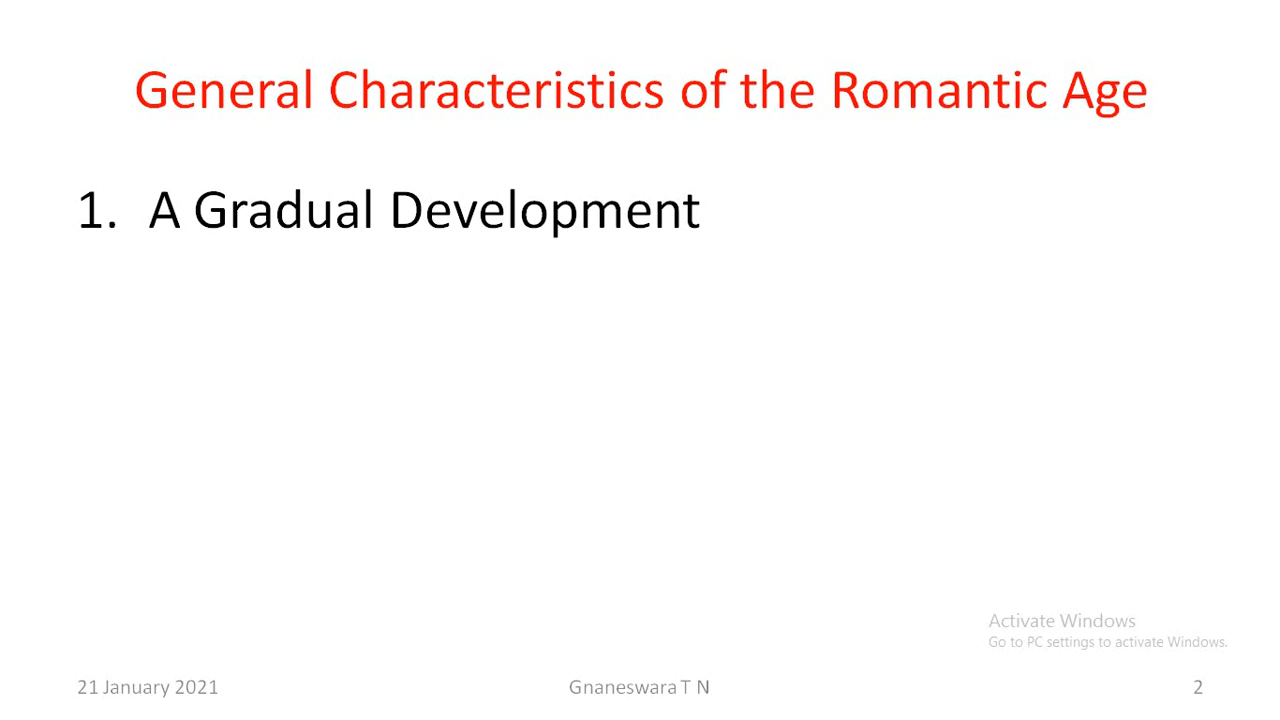 General Characteristics of the Romantic Age
1. A Gradual Development
Activate Windows
Go to PC settings to activate Windows.
21 January 2021
Gnaneswara T N
2